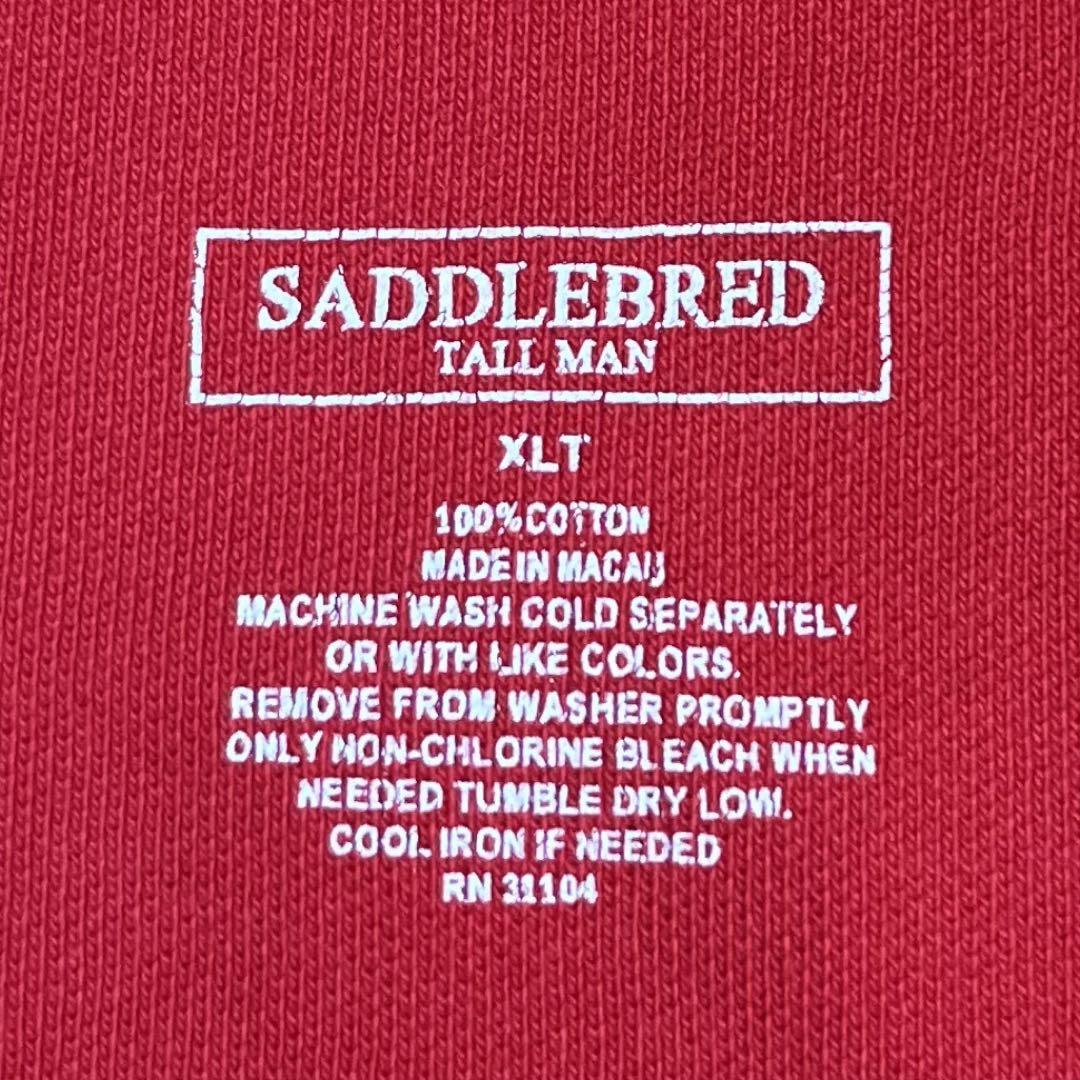 SADDLEBRED
TALL MAN
XLT
100% COTTON
MADE IN MACAU
MACHINE WASH COLD SEPARATELY
OR WITH LIKE COLORS.
REMOVE FROM WASHER PROMPTLY
ONLY NON-CHLORINE BLEACH WHEN
NEEDED TUMBLE DRY LOW.
COOL IRON IF NEEDED
RN 31104